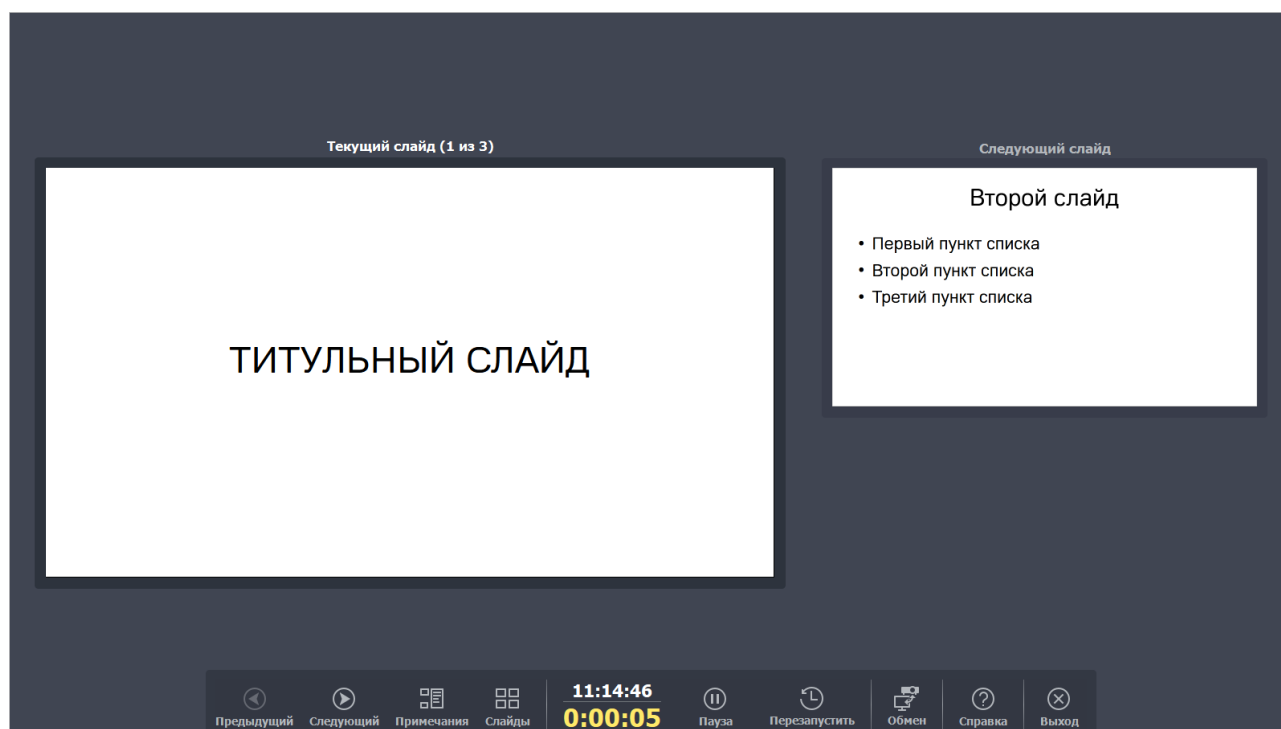 Текущий слайд (1 из 3)
ТИТУЛЬНЫЙ СЛАЙД
Следующий слайд
Второй слайд
• Первый пункт списка
• Второй пункт списка
• Третий пункт списка
Предыдущий
Следующий
Примечания
Слайды
11:14:46
0:00:05
Пауза
Перезапустить
Обмен
Справка
Выход